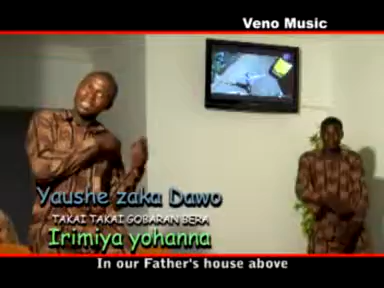 Veno Music
Yaushe zaka Dawo
TAKAI TAKAI GOBARAN BERA
Irimiya yohanna
In our Father's house above